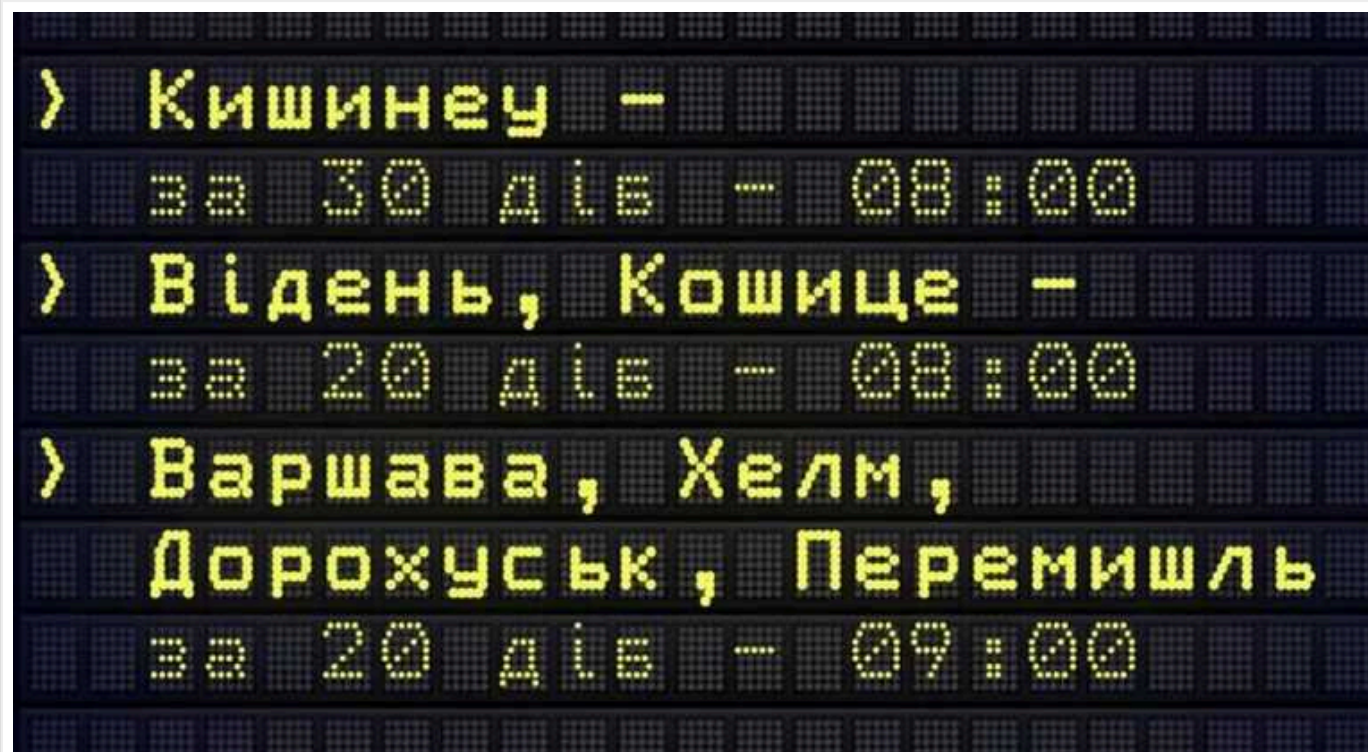 > Кишинеу –
за 30 діб – 08:00
> Відень, Кошице –
за 20 діб – 08:00
> Варшава, Хелм,
Дорохуськ, Перемишль
за 20 діб – 09:00